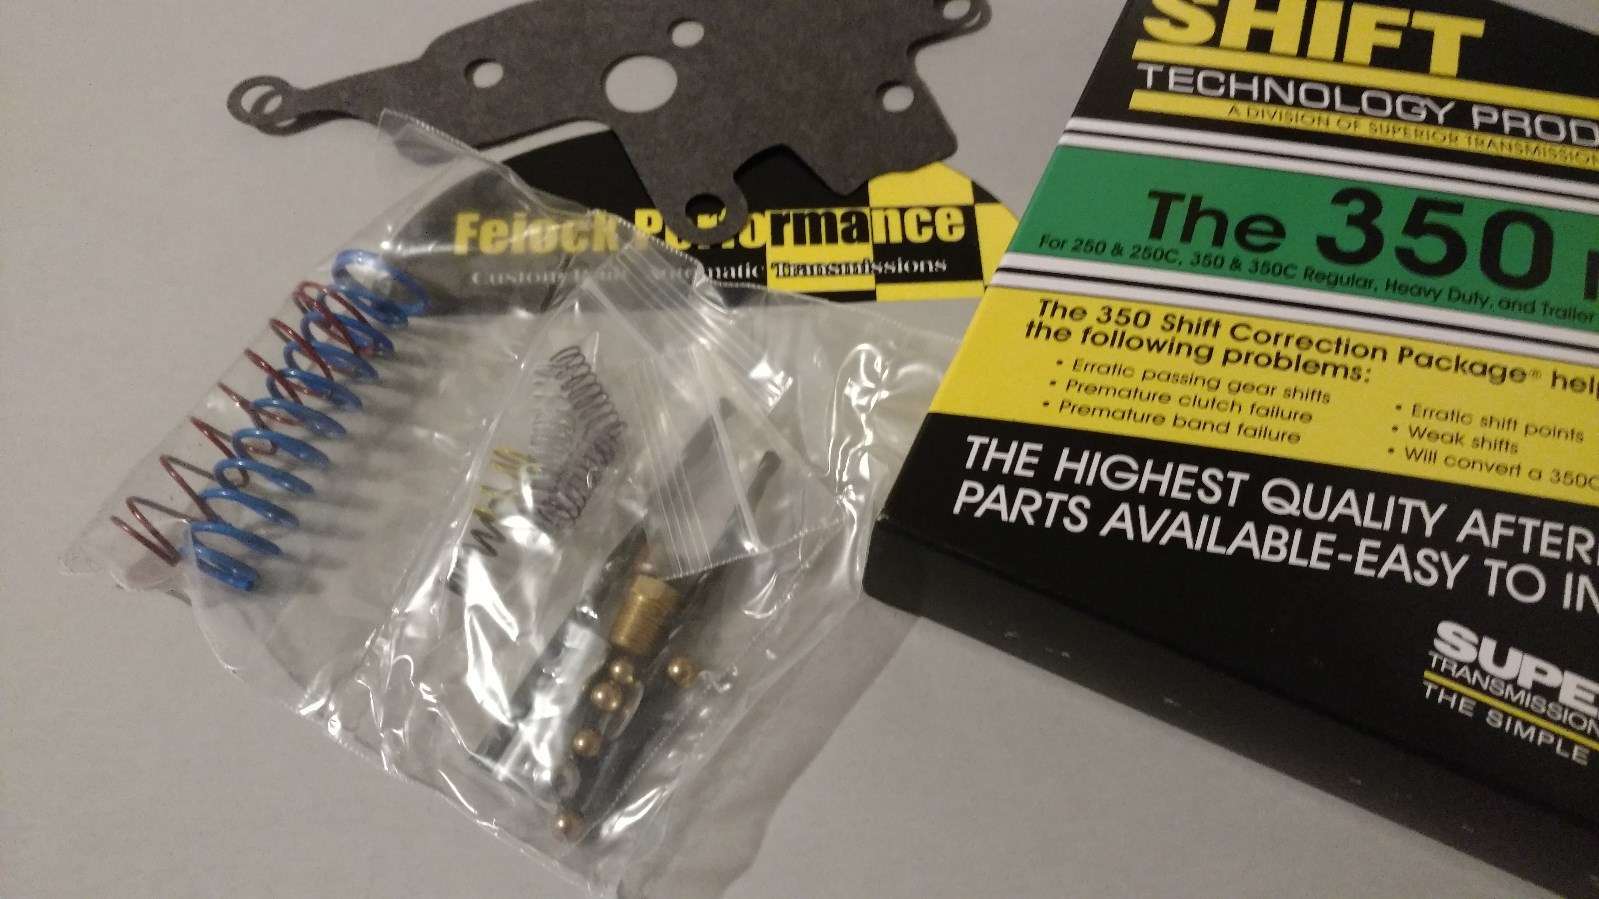 SHIFT
TECHNOLOGY PROD
A DIVISION OF SUPERIOR TRANSMISSION
The 350
For 250 & 250C, 350 & 350C Regular, Heavy Duty, and Trailer
The 350 Shift Correction Package® help
the following problems:
• Erratic passing gear shifts
• Premature clutch failure
• Premature band failure
• Erratic shift points
• Weak shifts
• Will convert a 350C
THE HIGHEST QUALITY AFTER
PARTS AVAILABLE-EASY TO IN
SUPE
TRANSMISSION
THE SIMPLE
Felock Performance
Custom Built Automatic Transmissions